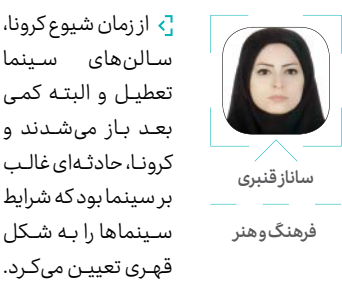 از زمان شیوع کرونا،
سالن‌های سینما
تعطیل و البته کمی
بعد باز می‌شدند و
کرونا، حادثه‌ای غالب
بر سینما بود که شرایط
سینماها را به شکل
قهری تعیین می‌کرد.
ساناز قنبری
فرهنگ و هنر